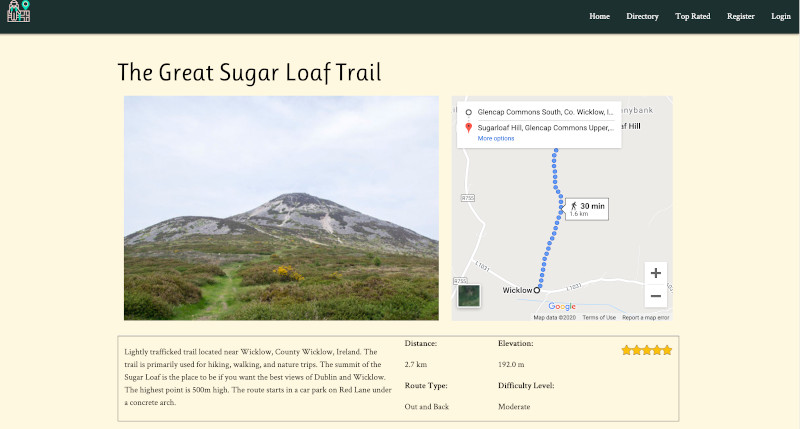 Home Directory Top Rated Register Login
The Great Sugar Loaf Trail
Glencap Commons South, Co. Wicklow, I...
Sugarloaf Hill, Glencap Commons Upper,...
More options
nybank
af Hill
R755
30 min
1.6 km
L1031
R755
L1031
Wicklow
Google
Map data ©2020 Terms of Use Report a map error
Lightly trafficked trail located near Wicklow, County Wicklow, Ireland. The
trail is primarily used for hiking, walking, and nature trips. The summit of the
Sugar Loaf is the place to be if you want the best views of Dublin and Wicklow.
The highest point is 500m high. The route starts in a car park on Red Lane under
a concrete arch.
Distance: Elevation:
2.7 km 192.0 m
Route Type: Difficulty Level:
Out and Back Moderate